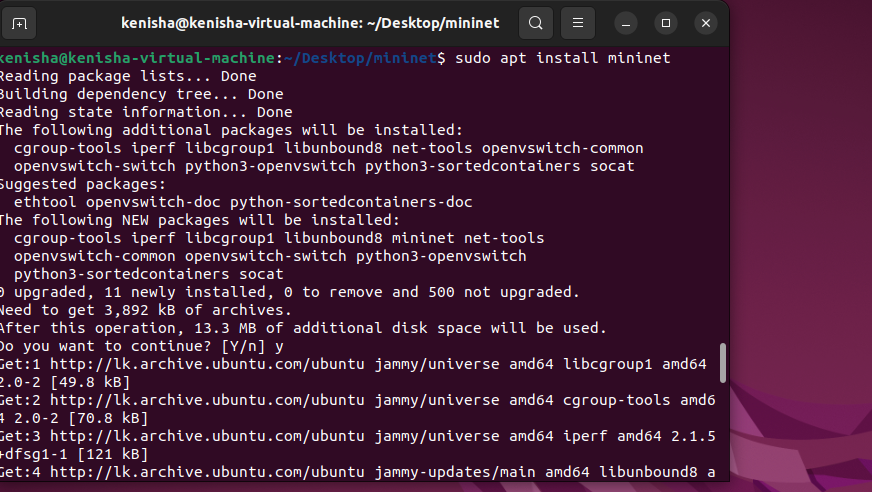 kenisha@kenisha-virtual-machine: ~/Desktop/mininet
kenisha@kenisha-virtual-machine:~/Desktop/mininet$ sudo apt install mininet
Reading package lists... Done
Building dependency tree... Done
Reading state information... Done
The following additional packages will be installed:
  cgroup-tools iperf libcgroup1 libunbound8 net-tools openvswitch-common
  openvswitch-switch python3-openvswitch python3-sortedcontainers socat
Suggested packages:
  ethtool openvswitch-doc python-sortedcontainers-doc
The following NEW packages will be installed:
  cgroup-tools iperf libcgroup1 libunbound8 mininet net-tools
  openvswitch-common openvswitch-switch python3-openvswitch
  python3-sortedcontainers socat
0 upgraded, 11 newly installed, 0 to remove and 500 not upgraded.
Need to get 3,892 kB of archives.
After this operation, 13.3 MB of additional disk space will be used.
Do you want to continue? [Y/n] y
Get:1 http://lk.archive.ubuntu.com/ubuntu jammy/universe amd64 libcgroup1 amd64
2.0-2 [49.8 kB]
Get:2 http://lk.archive.ubuntu.com/ubuntu jammy/universe amd64 cgroup-tools amd6
4 2.0-2 [70.8 kB]
Get:3 http://lk.archive.ubuntu.com/ubuntu jammy/universe amd64 iperf amd64 2.1.5
+dfsg1-1 [121 kB]
Get:4 http://lk.archive.ubuntu.com/ubuntu jammy-updates/main amd64 libunbound8 a